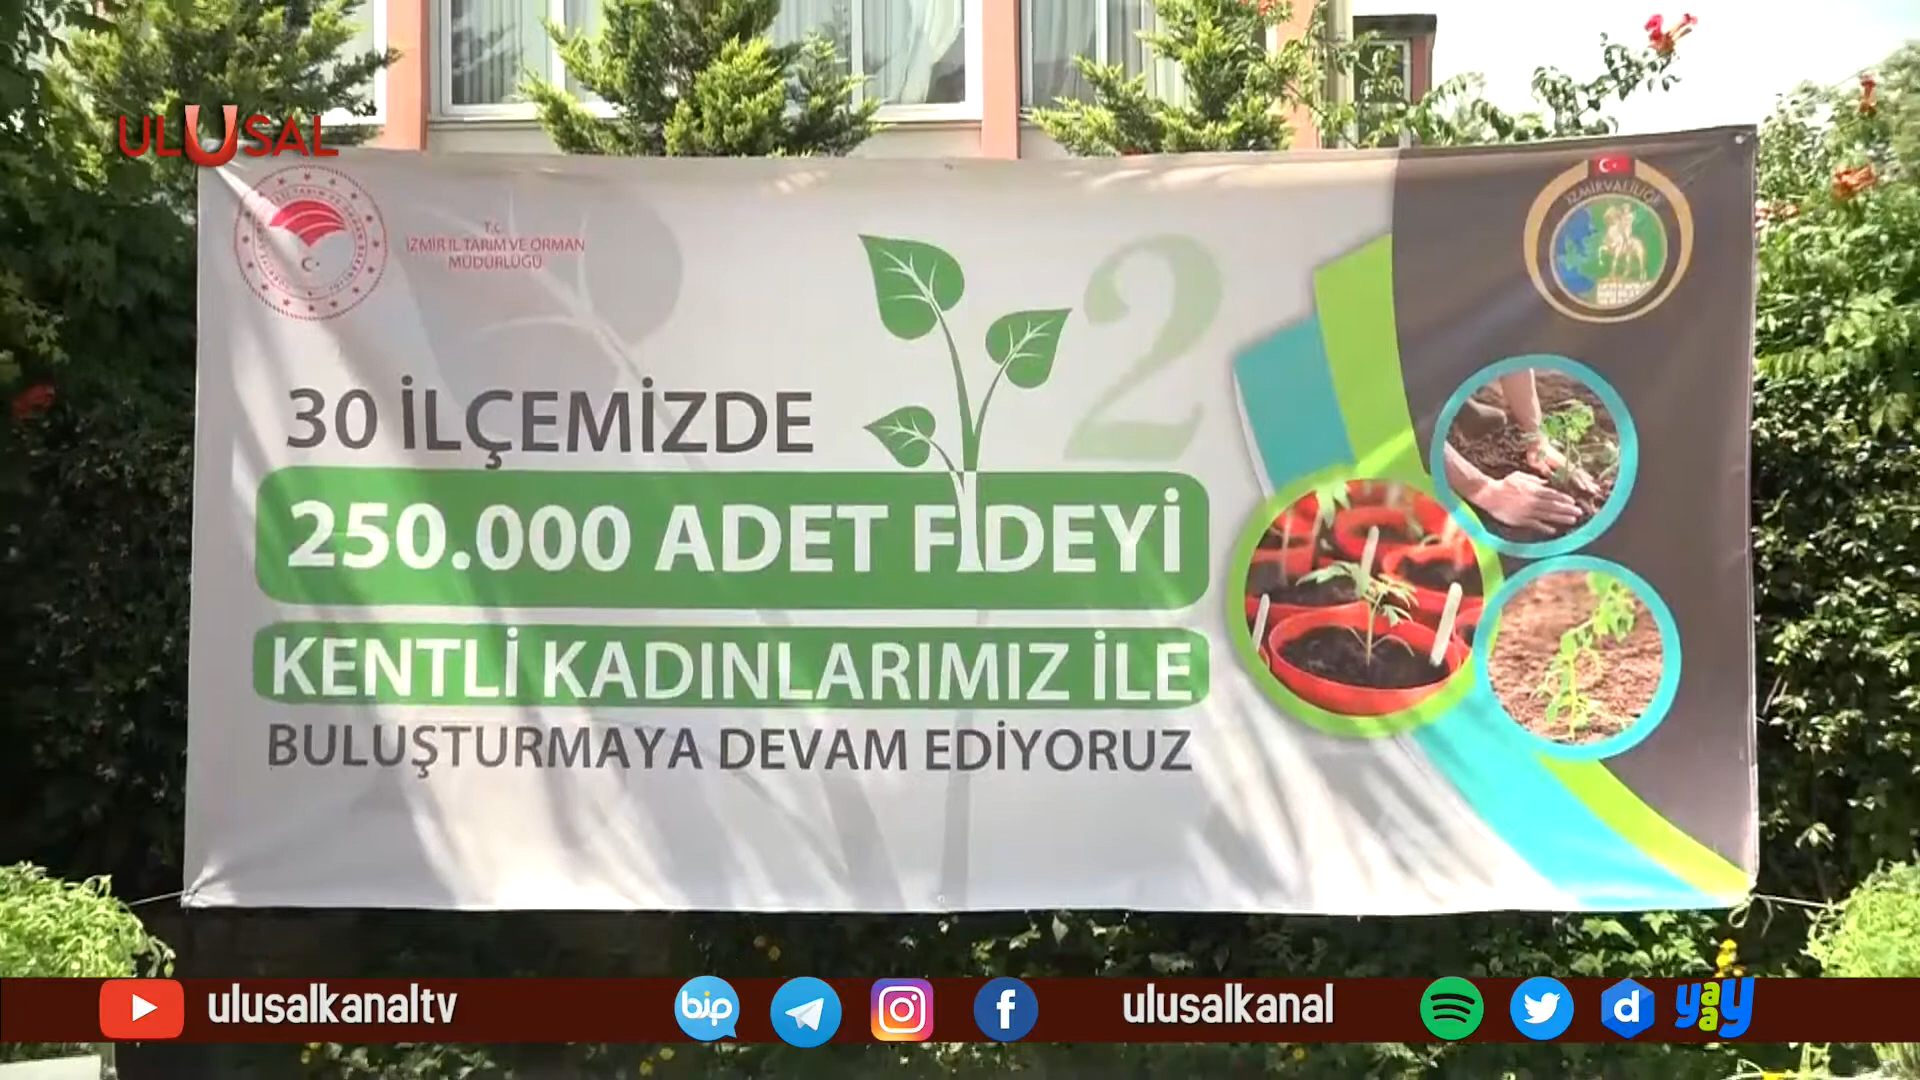 ULUSAL
T.C.
İZMİR İL TARIM VE ORMAN
MÜDÜRLÜĞÜ
İZMİR VALİLİĞİ
2
30 İLÇEMİZDE
250.000 ADET FİDEYİ
KENTLİ KADINLARIMIZ İLE
BULUŞTURMAYA DEVAM EDİYORUZ
ulusalkanaltv
bip
ulusalkanal
d
yaay